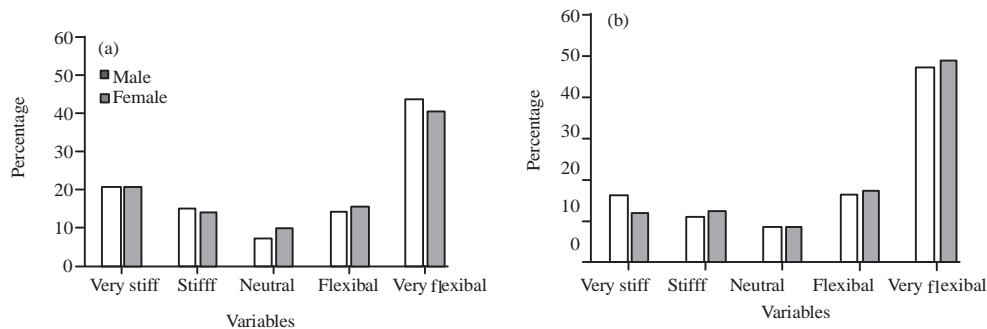 (a)
Male
Female
Percentage
60
50
40
30
20
10
0
Very stiff Stifff Neutral Flexibal Very flexibal
Variables
(b)
Percentage
60
50
40
30
20
10
0
Very stiff Stifff Neutral Flexibal Very flexibal
Variables